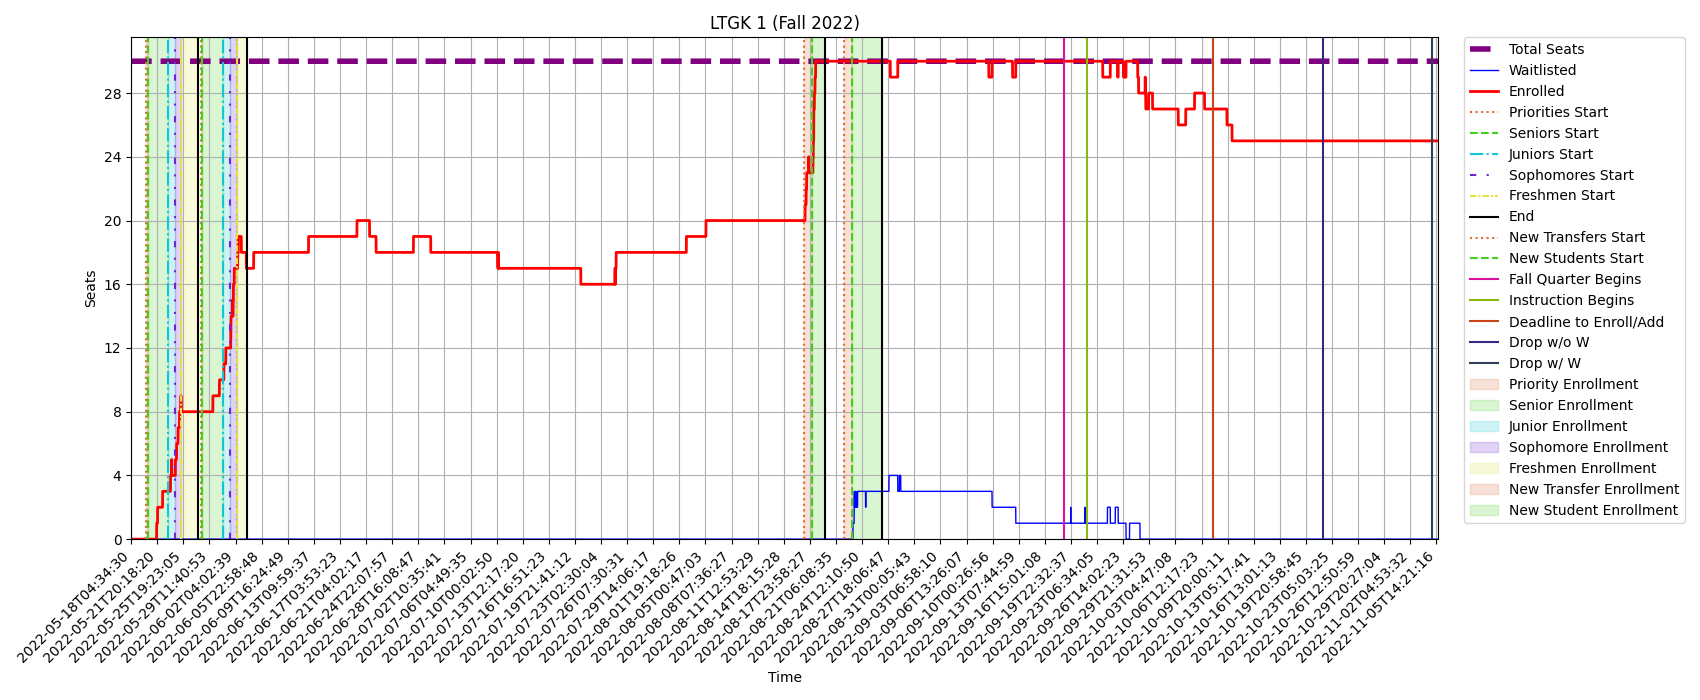 LTGK 1 (Fall 2022)
Seats
28
24
20
16
12
8
4
0
2022-05-18T04:34:30
2022-05-21T20:18:20
2022-05-25T19:23:05
2022-05-29T11:40:53
2022-06-02T04:02:39
2022-06-05T22:58:48
2022-06-09T16:24:49
2022-06-13T09:59:37
2022-06-17T03:53:23
2022-06-21T04:02:17
2022-06-24T22:07:57
2022-06-28T16:08:47
2022-07-02T10:35:41
2022-07-06T04:49:35
2022-07-10T00:02:50
2022-07-13T12:17:20
2022-07-16T16:51:23
2022-07-19T21:41:12
2022-07-23T02:30:04
2022-07-26T07:30:31
2022-07-29T14:06:17
2022-08-01T19:18:26
2022-08-05T00:47:03
2022-08-08T07:36:27
2022-08-11T12:53:29
2022-08-14T18:15:28
2022-08-17T23:58:27
2022-08-21T06:08:35
2022-08-24T12:10:50
2022-08-27T18:06:47
2022-08-31T00:05:43
2022-09-03T06:58:10
2022-09-06T13:26:07
2022-09-10T00:26:56
2022-09-13T07:44:59
2022-09-16T15:01:08
2022-09-19T22:32:37
2022-09-23T06:34:05
2022-09-26T14:02:23
2022-09-29T21:31:53
2022-10-03T04:47:08
2022-10-06T12:17:23
2022-10-09T20:00:11
2022-10-13T05:17:41
2022-10-16T13:01:13
2022-10-19T20:58:45
2022-10-23T05:03:25
2022-10-26T12:50:59
2022-10-29T20:27:04
2022-11-02T04:53:32
2022-11-05T14:21:16
Time
Total Seats
Waitlisted
Enrolled
Priorities Start
Seniors Start
Juniors Start
Sophomores Start
Freshmen Start
End
New Transfers Start
New Students Start
Fall Quarter Begins
Instruction Begins
Deadline to Enroll/Add
Drop w/o W
Drop w/ W
Priority Enrollment
Senior Enrollment
Junior Enrollment
Sophomore Enrollment
Freshmen Enrollment
New Transfer Enrollment
New Student Enrollment